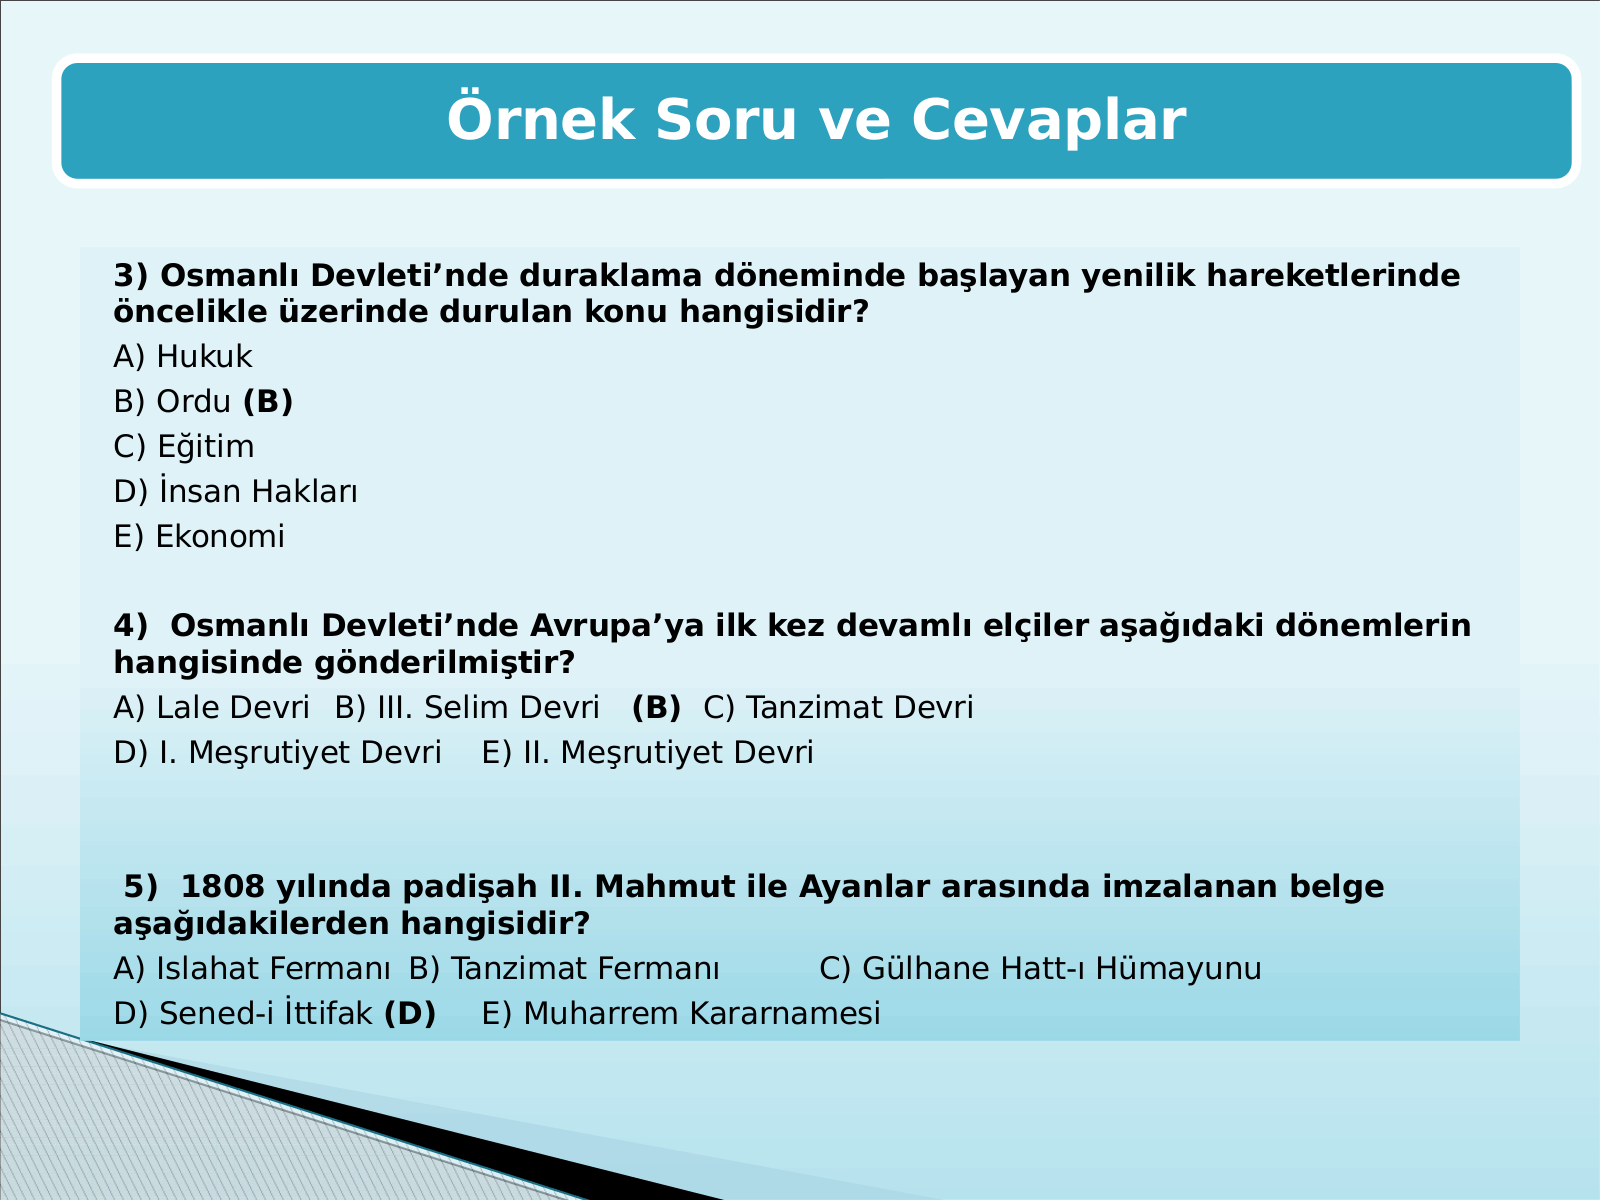 Örnek Soru ve Cevaplar
3) Osmanlı Devleti’nde duraklama döneminde başlayan yenilik hareketlerinde
öncelikle üzerinde durulan konu hangisidir?
A) Hukuk
B) Ordu (B)
C) Eğitim
D) İnsan Hakları
E) Ekonomi
4)  Osmanlı Devleti’nde Avrupa’ya ilk kez devamlı elçiler aşağıdaki dönemlerin
hangisinde gönderilmiştir?
A) Lale Devri  B) III. Selim Devri   (B)  C) Tanzimat Devri
D) I. Meşrutiyet Devri    E) II. Meşrutiyet Devri
5)  1808 yılında padişah II. Mahmut ile Ayanlar arasında imzalanan belge
aşağıdakilerden hangisidir?
A) Islahat Fermanı  B) Tanzimat Fermanı    C) Gülhane Hatt-ı Hümayunu
D) Sened-i İttifak (D)    E) Muharrem Kararnamesi